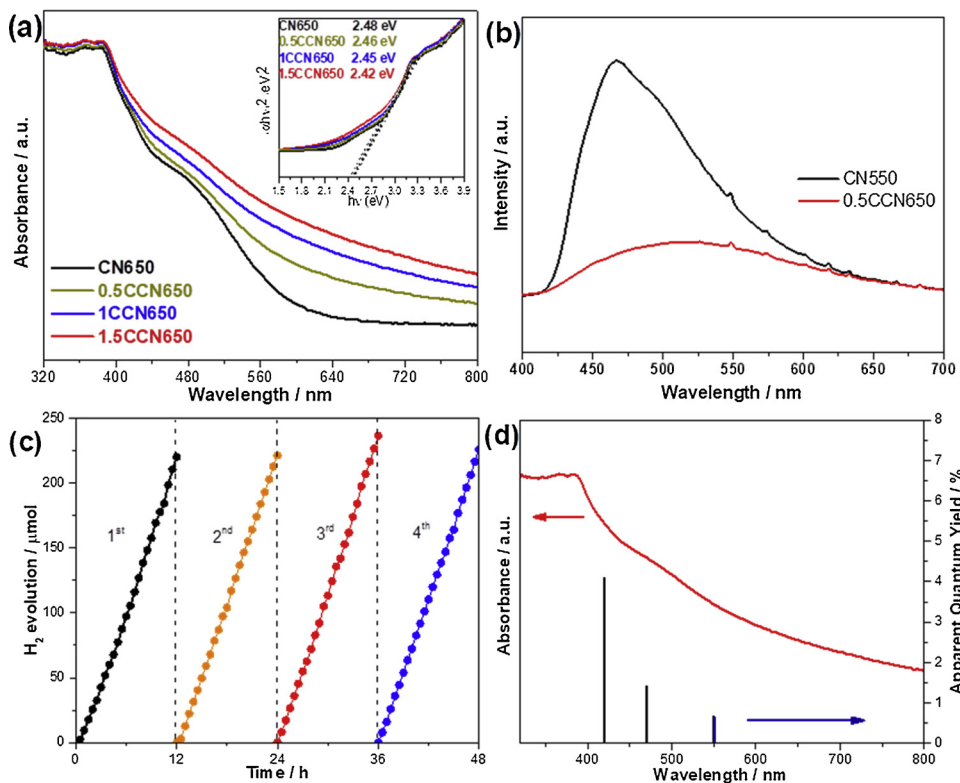 (a)
CN650 2.48 eV
0.5CCN650 2.46 eV
1CCN650 2.45 eV
1.5CCN650 2.42 eV
αhν² .eV²
1.5 1.8 2.1 2.4 2.7 3.0 3.3 3.6 3.9
hν (eV)
Absorbance / a.u.
CN650
0.5CCN650
1CCN650
1.5CCN650
320 400 480 560 640 720 800
Wavelength / nm
(b)
Intensity / a.u.
CN550
0.5CCN650
400 450 500 550 600 650 700
Wavelength / nm
(c)
H2 evolution / μmol
250
200
150
100
50
0
1st 2nd 3rd 4th
0 12 24 36 48
Time / h
(d)
Absorbance / a.u.
8
7
6
5
4
3
2
1
0
Apparent Quantum Yield / %
400 500 600 700 800
Wavelength / nm